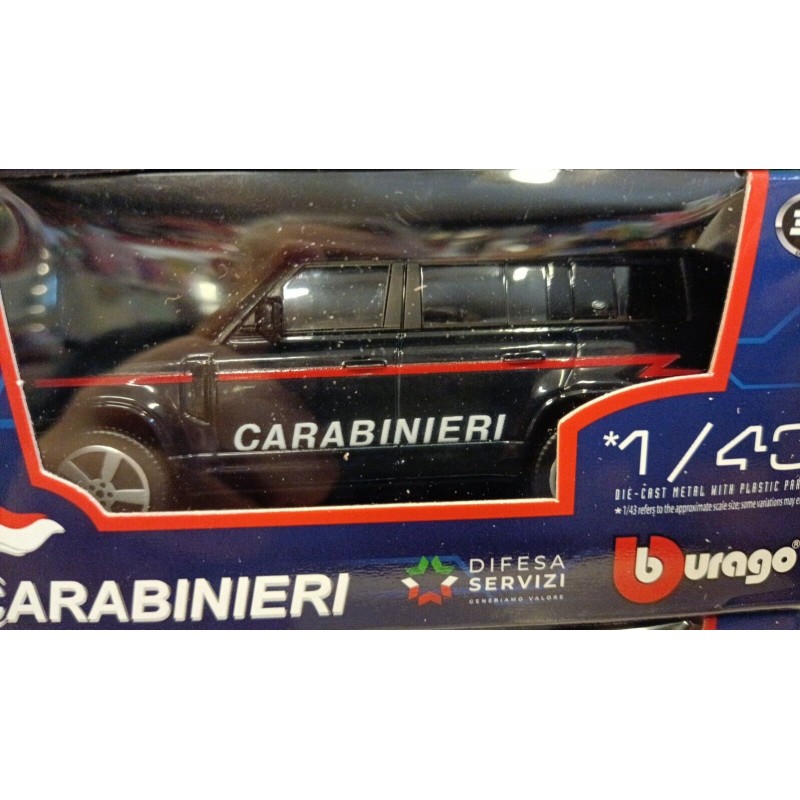 CARABINIERI
*1/43
DIE-CAST METAL WITH PLASTIC
*1/43 refers to the approximate scale size; some variations may
CARABINIERI
DIFESA
SERVIZI
GENERIAMO VALORE
burago®